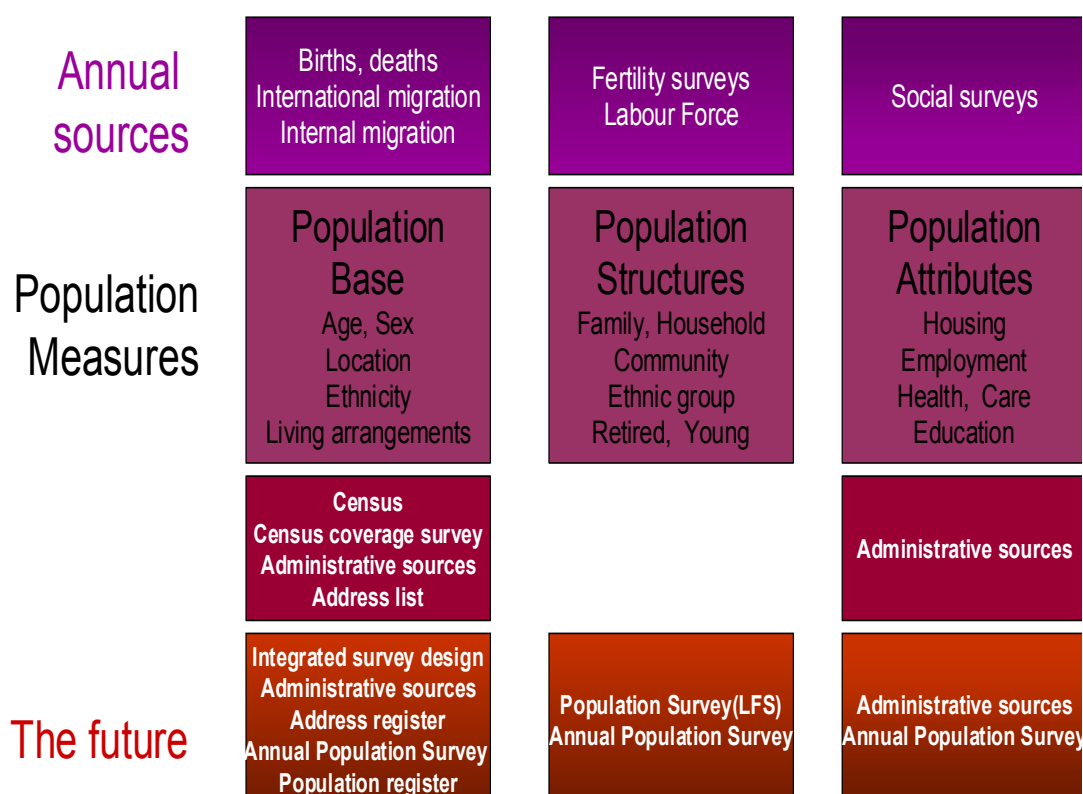 Annual
sources
Births, deaths
International migration
Internal migration
Fertility surveys
Labour Force
Social surveys
Population
Measures
Population
Base
Age, Sex
Location
Ethnicity
Living arrangements
Population
Structures
Family, Household
Community
Ethnic group
Retired, Young
Population
Attributes
Housing
Employment
Health, Care
Education
Census
Census coverage survey
Administrative sources
Address list
Administrative sources
The future
Integrated survey design
Administrative sources
Address register
Annual Population Survey
Population register
Population Survey(LFS)
Annual Population Survey
Administrative sources
Annual Population Survey